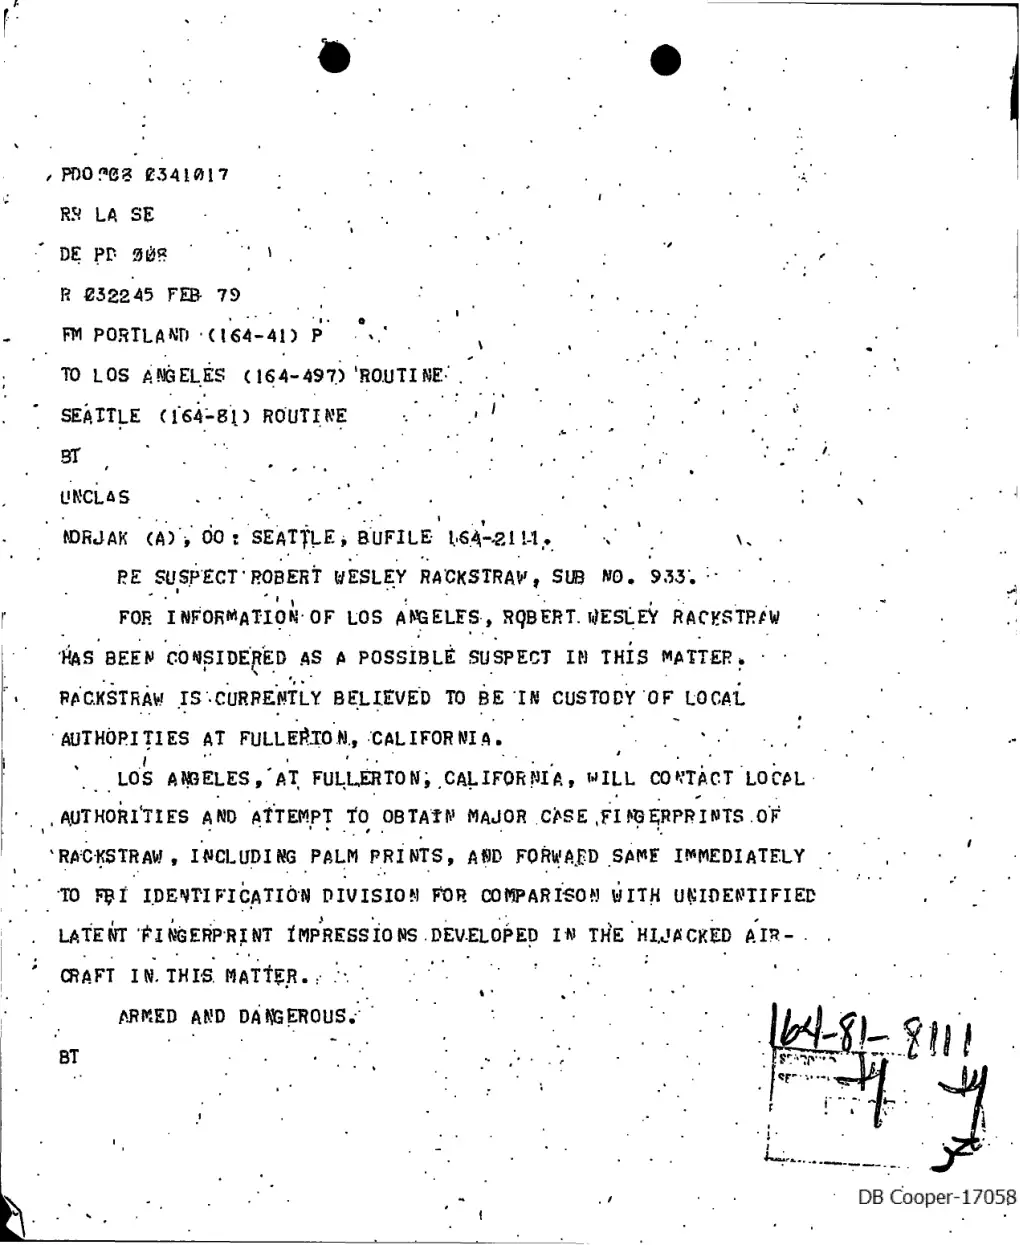 PD0008 0341017
RR LA SE
DE PD 008
R 032245 FEB 79
FM PORTLAND (164-41) P
TO LOS ANGELES (164-497) ROUTINE
SEATTLE (164-81) ROUTINE
BT
UNCLAS
NORJAK (A), OO: SEATTLE, BUFILE 164-2111.
RE SUSPECT ROBERT WESLEY RACKSTRAW, SUB NO. 933.
FOR INFORMATION OF LOS ANGELES, ROBERT WESLEY RACKSTRAW
HAS BEEN CONSIDERED AS A POSSIBLE SUSPECT IN THIS MATTER.
RACKSTRAW IS CURRENTLY BELIEVED TO BE IN CUSTODY OF LOCAL
AUTHORITIES AT FULLERTON, CALIFORNIA.
LOS ANGELES, AT FULLERTON, CALIFORNIA, WILL CONTACT LOCAL
AUTHORITIES AND ATTEMPT TO OBTAIN MAJOR CASE FINGERPRINTS OF
RACKSTRAW, INCLUDING PALM PRINTS, AND FORWARD SAME IMMEDIATELY
TO FBI IDENTIFICATION DIVISION FOR COMPARISON WITH UNIDENTIFIED
LATENT FINGERPRINT IMPRESSIONS DEVELOPED IN THE HIJACKED AIR-
CRAFT IN THIS MATTER.
ARMED AND DANGEROUS.
BT
164-81-8111
DB Cooper-17058